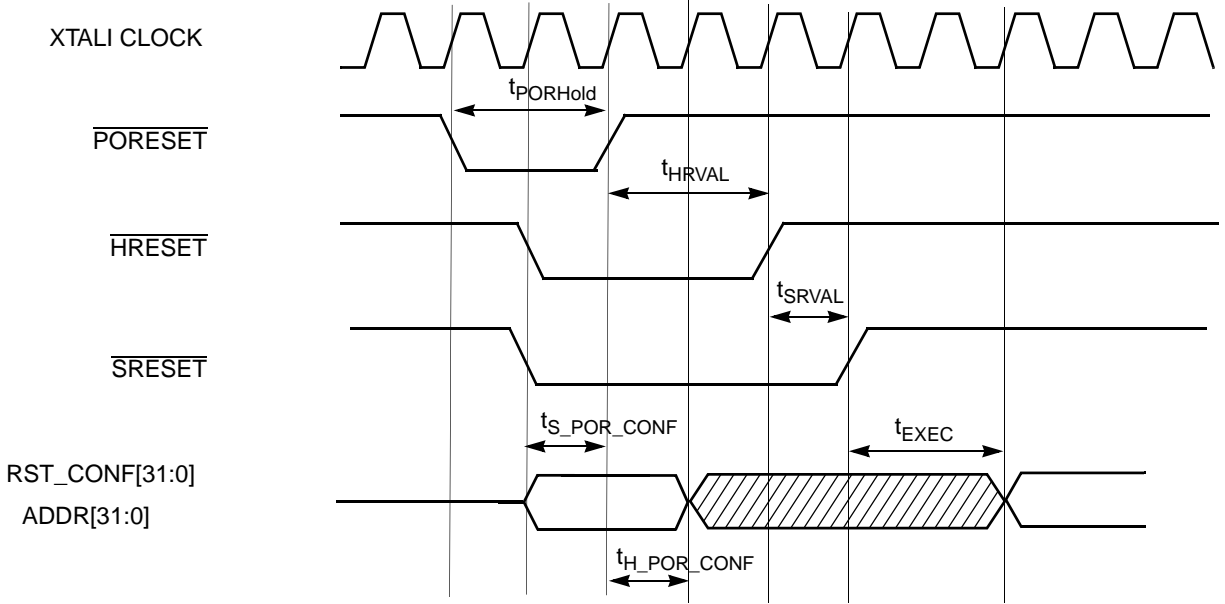 XTALI CLOCK
tPORHold
PORESET
tHRVAL
HRESET
tSRVAL
SRESET
tS_POR_CONF
tEXEC
RST_CONF[31:0]
ADDR[31:0]
tH_POR_CONF